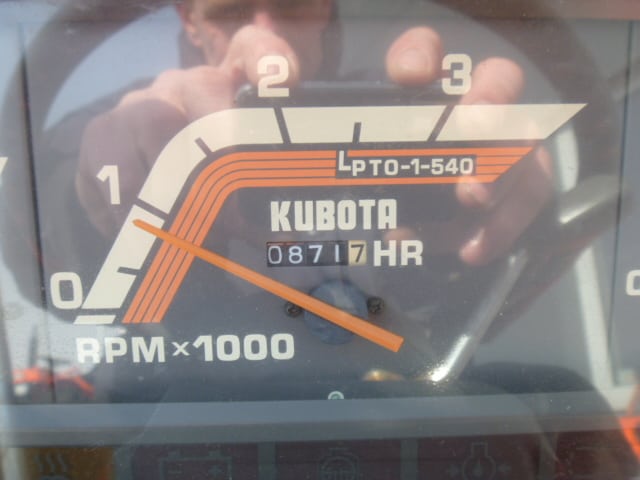 2 3
1
LPTO-1-540
KUBOTA
08717 HR
0
RPM×1000